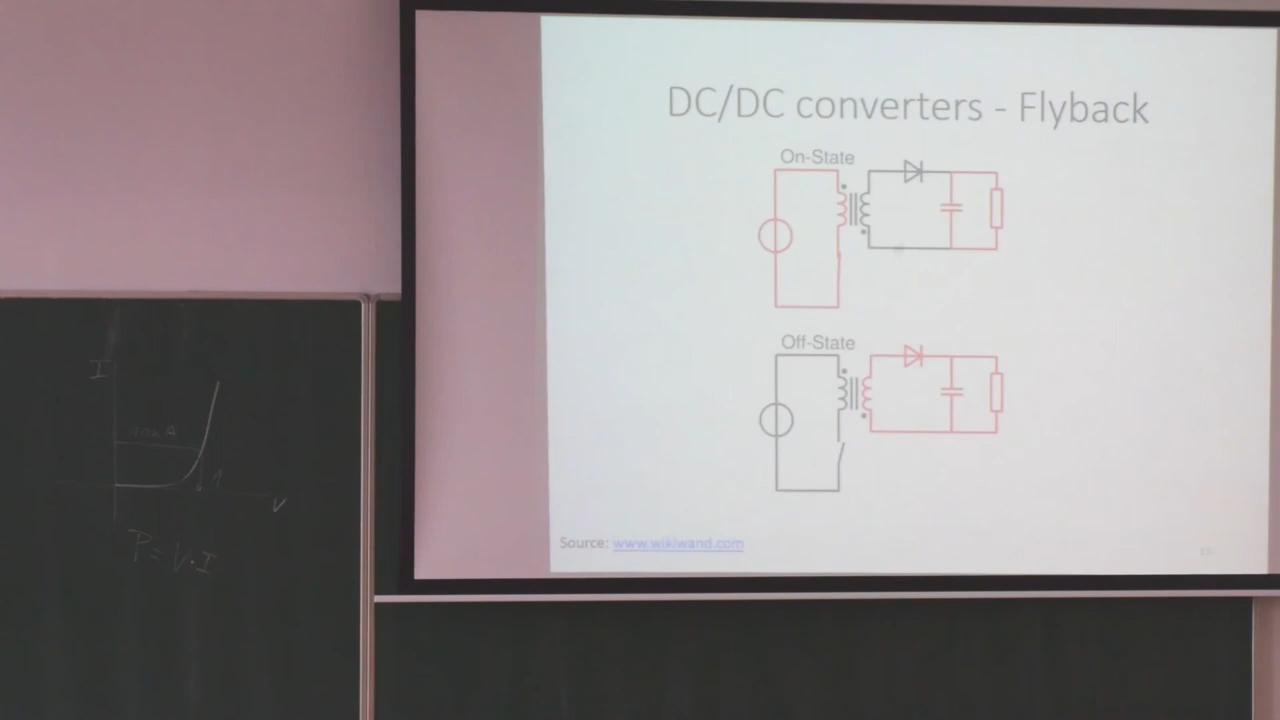 DC/DC converters - Flyback
On-State
Off-State
Source: www.wikiwand.com
I
V
P = V·I